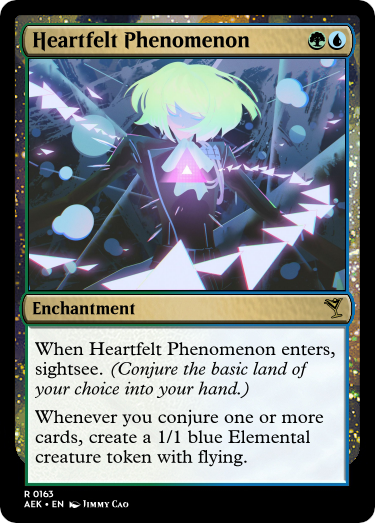 Heartfelt Phenomenon
Enchantment
When Heartfelt Phenomenon enters,
sightsee. (Conjure the basic land of
your choice into your hand.)
Whenever you conjure one or more
cards, create a 1/1 blue Elemental
creature token with flying.
R 0163
AEK • EN Jimmy Cao